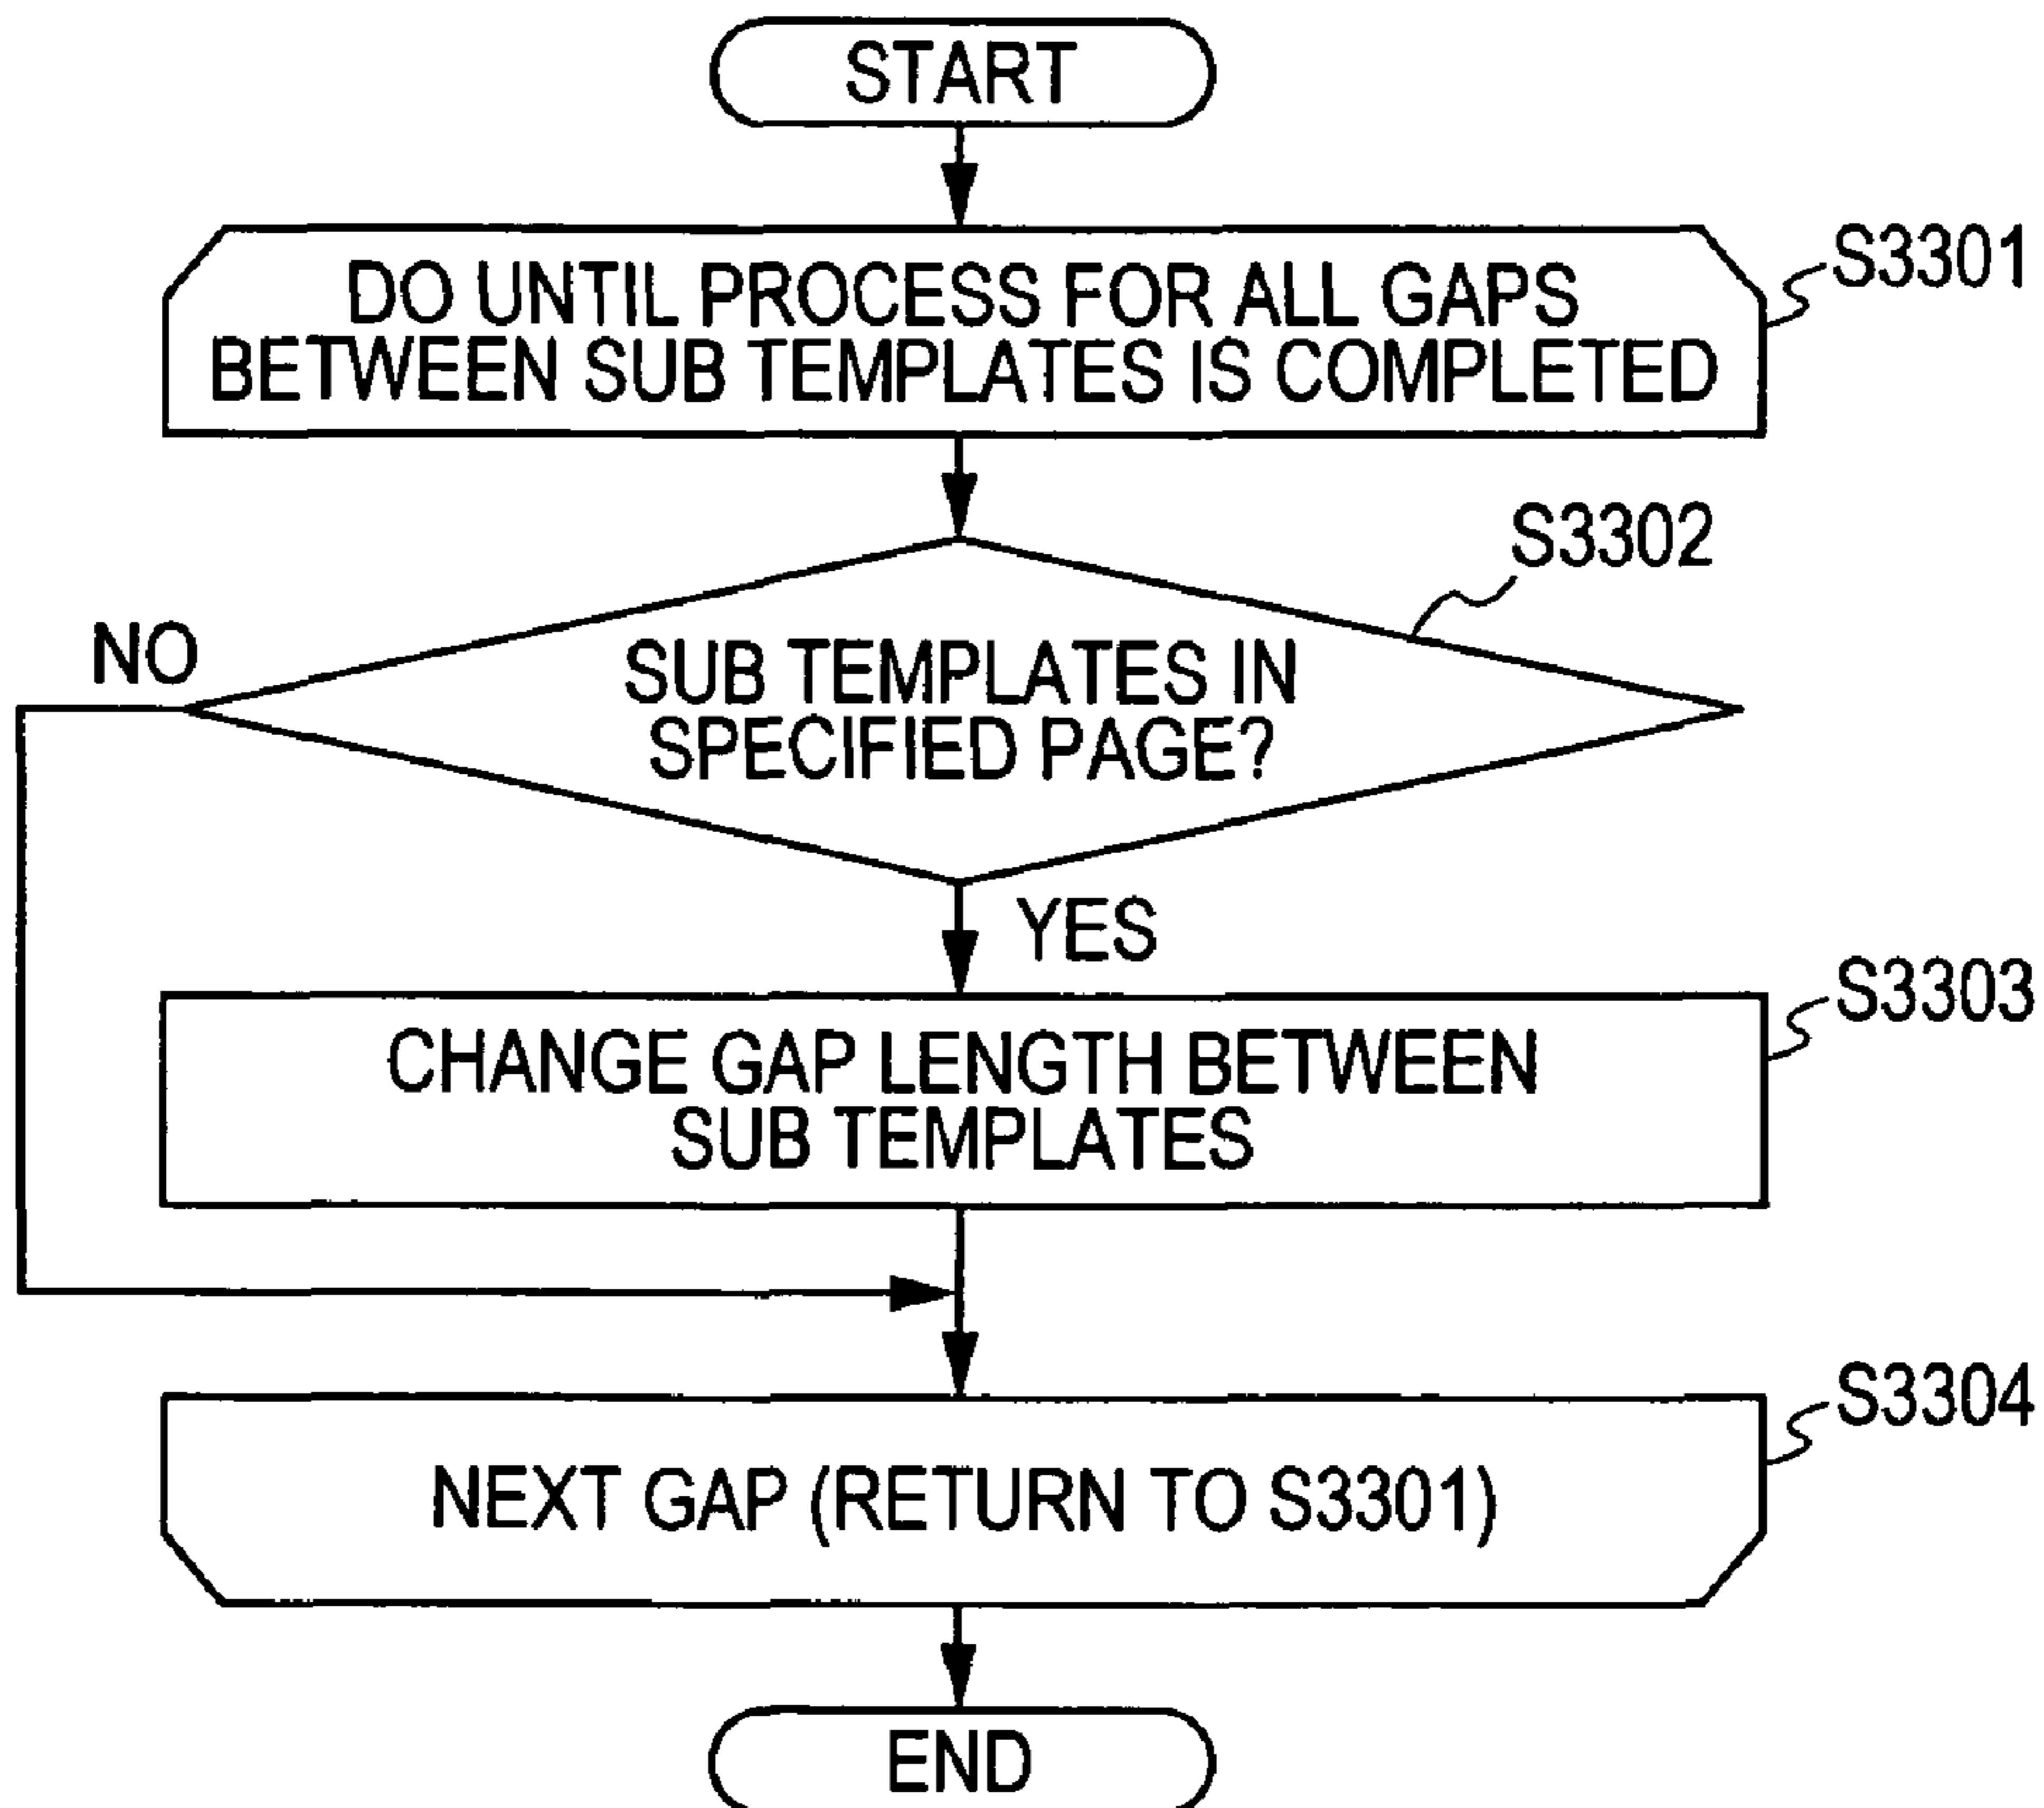 START
DO UNTIL PROCESS FOR ALL GAPS
BETWEEN SUB TEMPLATES IS COMPLETED
S3301
S3302
NO
SUB TEMPLATES IN
SPECIFIED PAGE?
YES
S3303
CHANGE GAP LENGTH BETWEEN
SUB TEMPLATES
S3304
NEXT GAP (RETURN TO S3301)
END